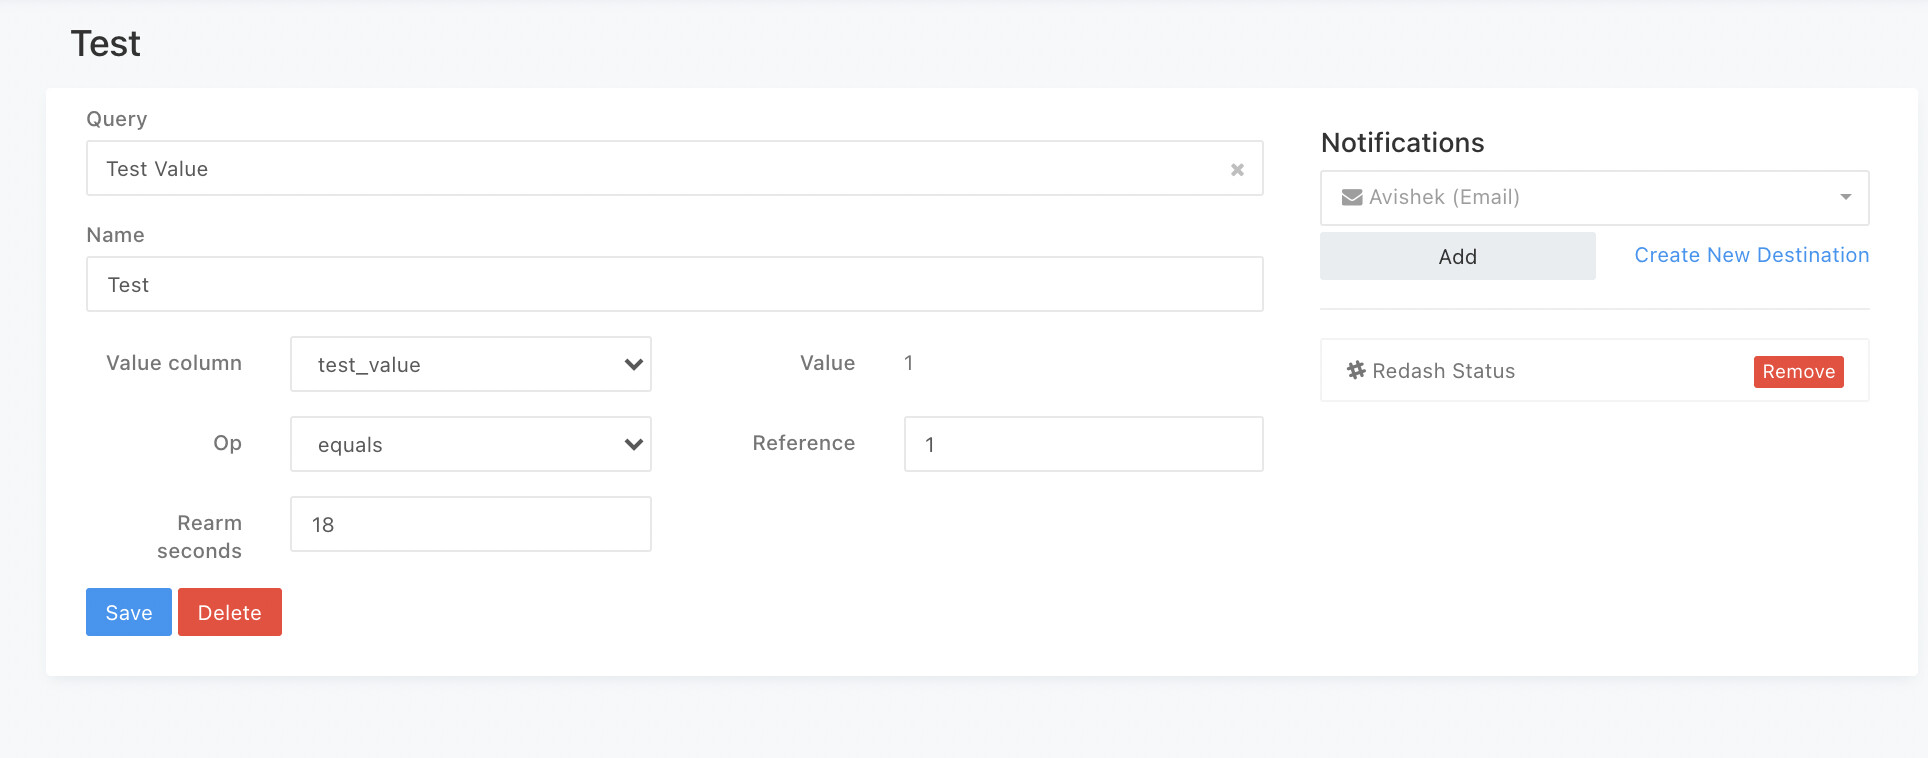 Test
Query
Test Value
Name
Test
Value column
test_value
Value
1
Op
equals
Reference
1
Rearm
seconds
18
Save
Delete
Notifications
Avishek (Email)
Add
Create New Destination
Redash Status
Remove